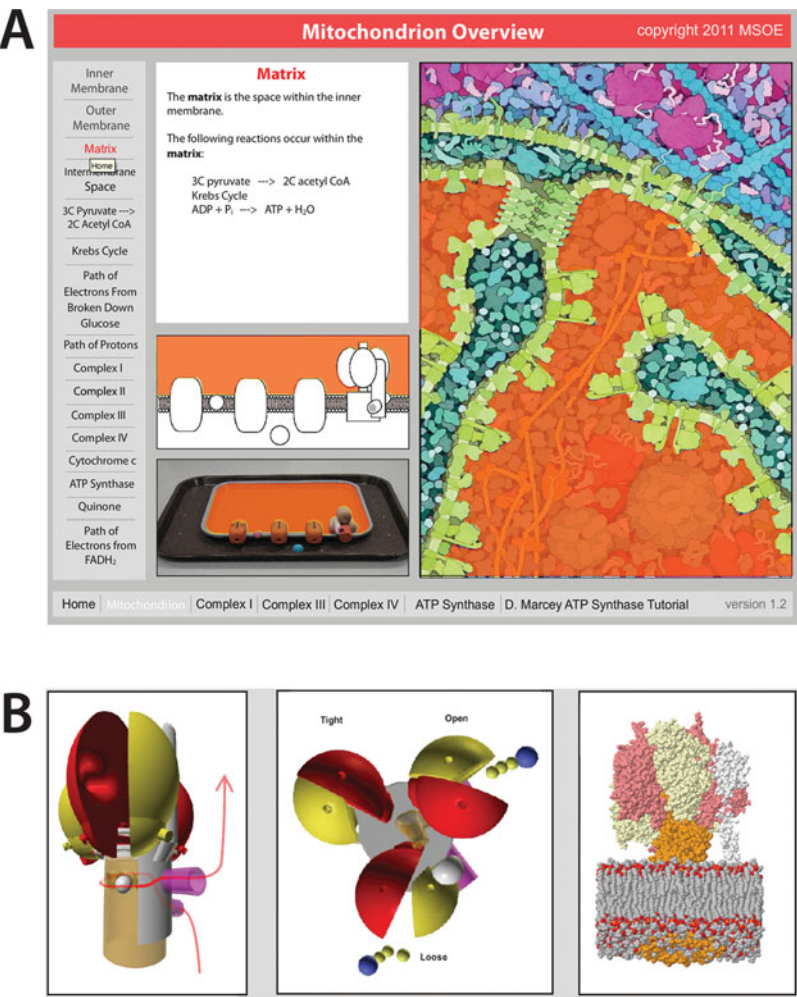 A
Mitochondrion Overview
copyright 2011 MSOE
Inner
Membrane
Outer
Membrane
Matrix
Home
Intermembrane
Space
3C Pyruvate --->
2C Acetyl CoA
Krebs Cycle
Path of
Electrons From
Broken Down
Glucose
Path of Protons
Complex I
Complex II
Complex III
Complex IV
Cytochrome c
ATP Synthase
Quinone
Path of
Electrons from
FADH₂
Matrix
The matrix is the space within the inner
membrane.
The following reactions occur within the
matrix:
3C pyruvate ---> 2C acetyl CoA
Krebs Cycle
ADP + Pᵢ ---> ATP + H₂O
Home Mitochondrion Complex I Complex III Complex IV ATP Synthase D. Marcey ATP Synthase Tutorial version 1.2
B
Tight
Open
Loose